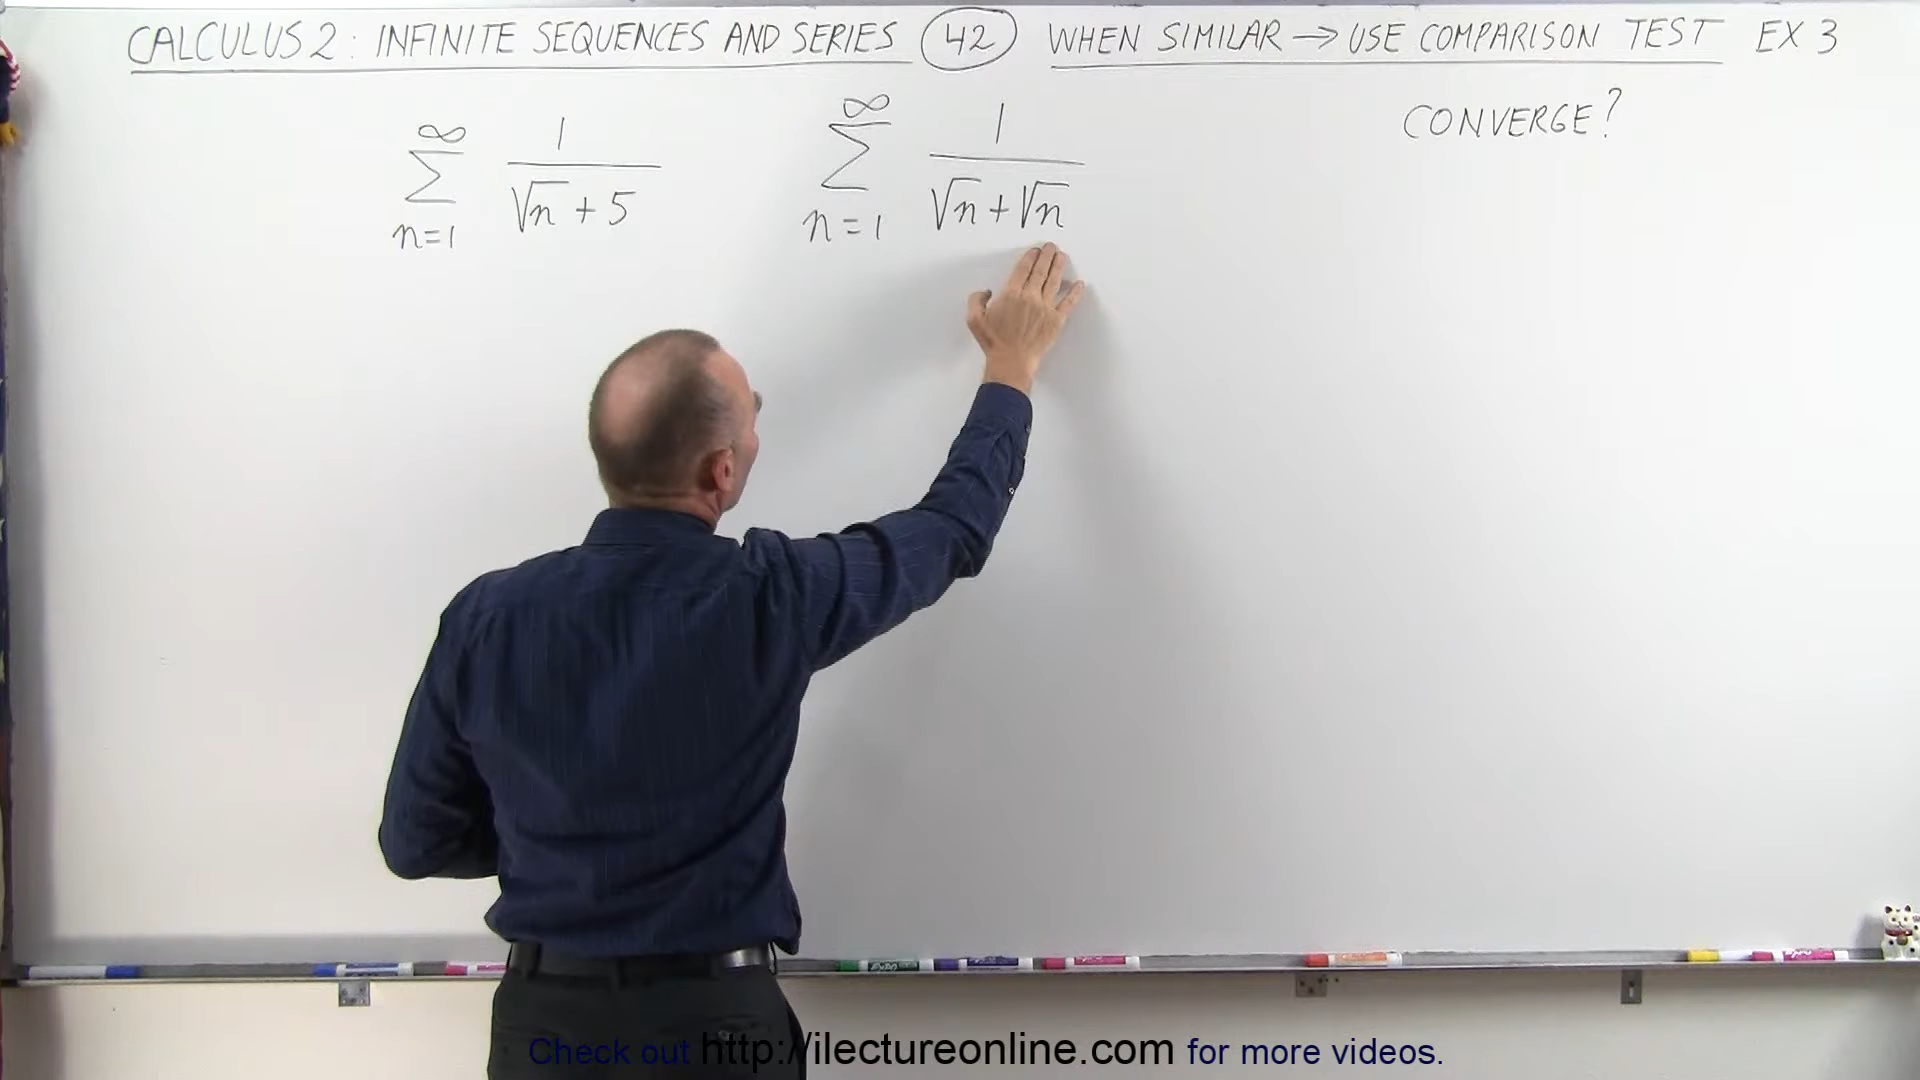 CALCULUS 2: INFINITE SEQUENCES AND SERIES 42 WHEN SIMILAR → USE COMPARISON TEST EX 3
∞ 1 ∞ 1 CONVERGE?
Σ ――― Σ ―――
n=1 √n + 5 n=1 √n + √n
EXPO
Check out http://ilectureonline.com for more videos.